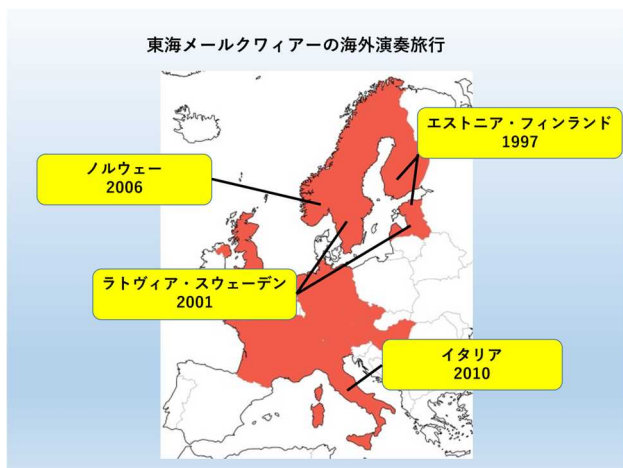 東海メールクワィアーの海外演奏旅行
エストニア・フィンランド
1997
ノルウェー
2006
ラトヴィア・スウェーデン
2001
イタリア
2010